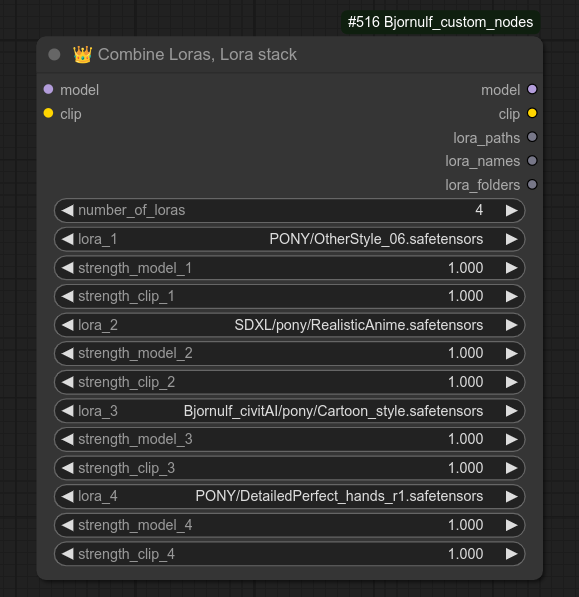 #516 Bjornulf_custom_nodes
👑 Combine Loras, Lora stack
model model
clip clip
lora_paths
lora_names
lora_folders
number_of_loras 4
lora_1 PONY/OtherStyle_06.safetensors
strength_model_1 1.000
strength_clip_1 1.000
lora_2 SDXL/pony/RealisticAnime.safetensors
strength_model_2 1.000
strength_clip_2 1.000
lora_3 Bjornulf_civitAI/pony/Cartoon_style.safetensors
strength_model_3 1.000
strength_clip_3 1.000
lora_4 PONY/DetailedPerfect_hands_r1.safetensors
strength_model_4 1.000
strength_clip_4 1.000